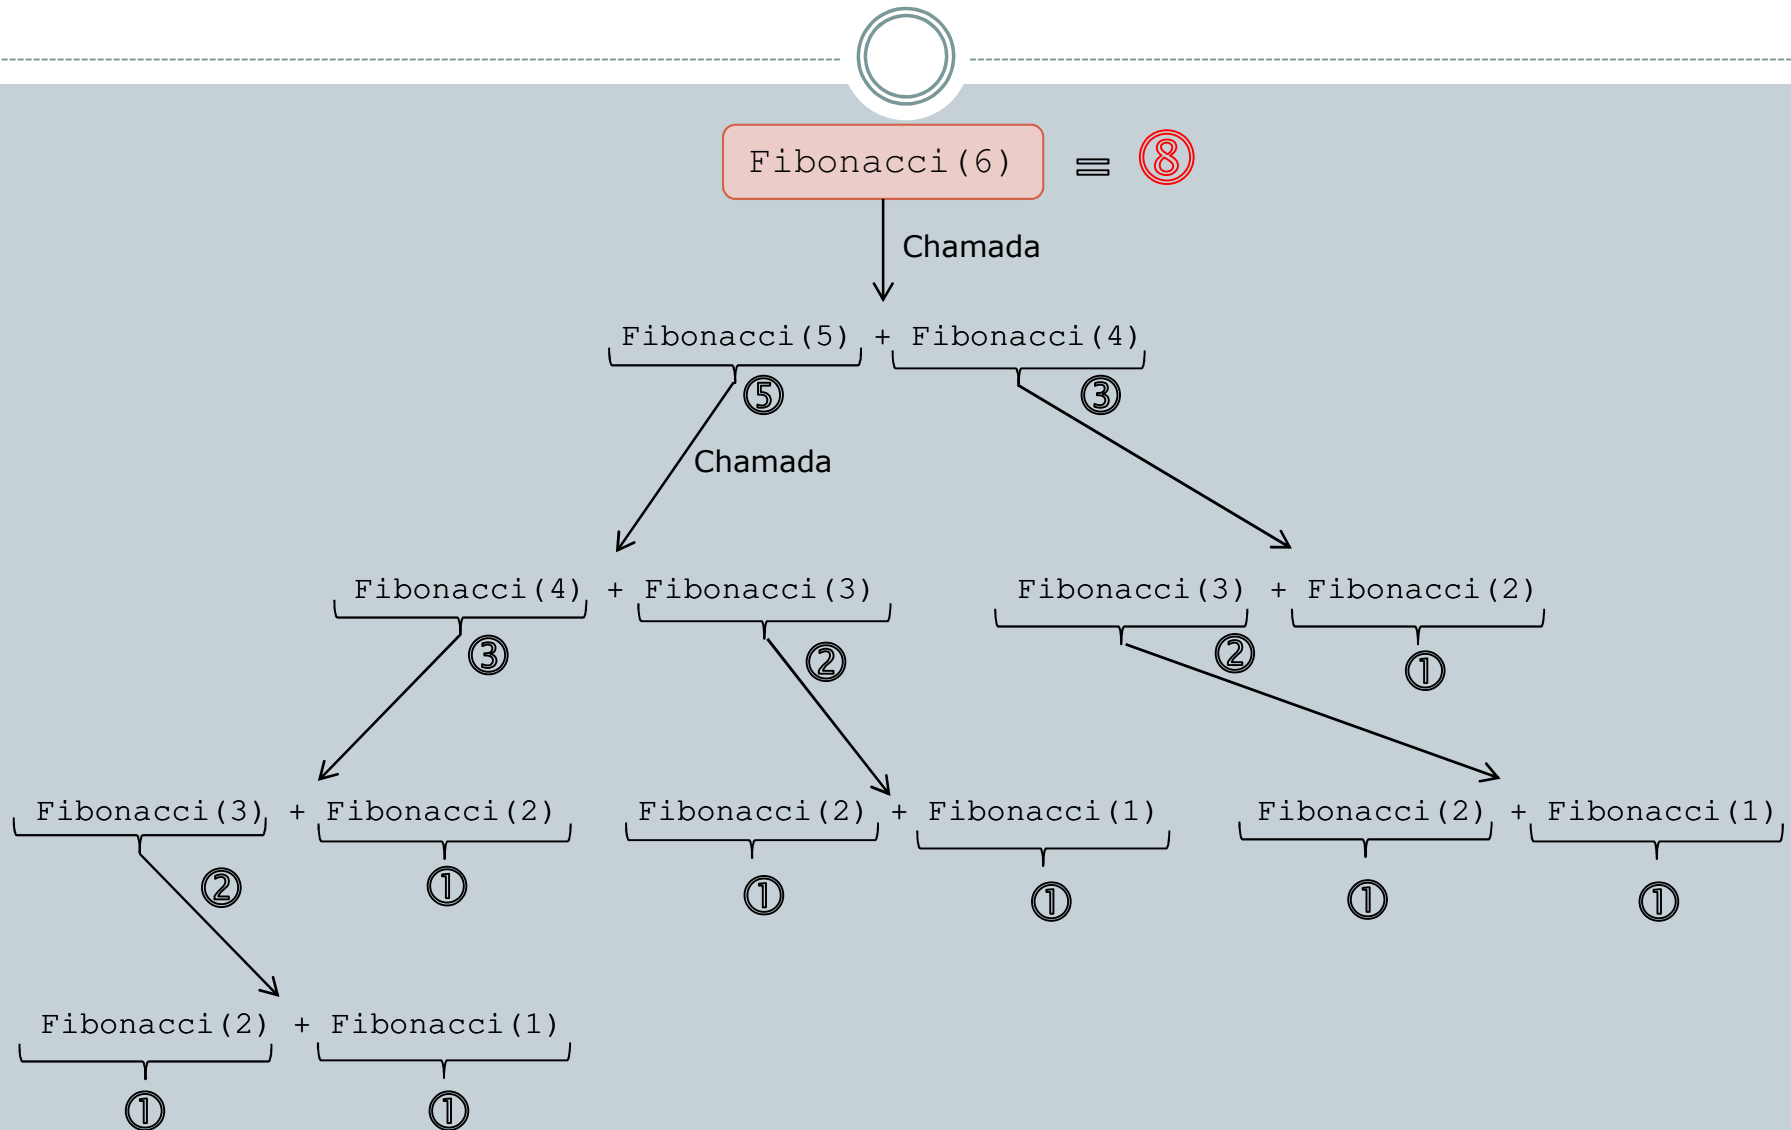 Fibonacci(6) = ⑧
Chamada
Fibonacci(5) + Fibonacci(4)
⑤ ③
Chamada
Fibonacci(4) + Fibonacci(3) Fibonacci(3) + Fibonacci(2)
③ ② ② ①
Fibonacci(3) + Fibonacci(2) Fibonacci(2) + Fibonacci(1) Fibonacci(2) + Fibonacci(1)
② ① ① ① ① ①
Fibonacci(2) + Fibonacci(1)
① ①